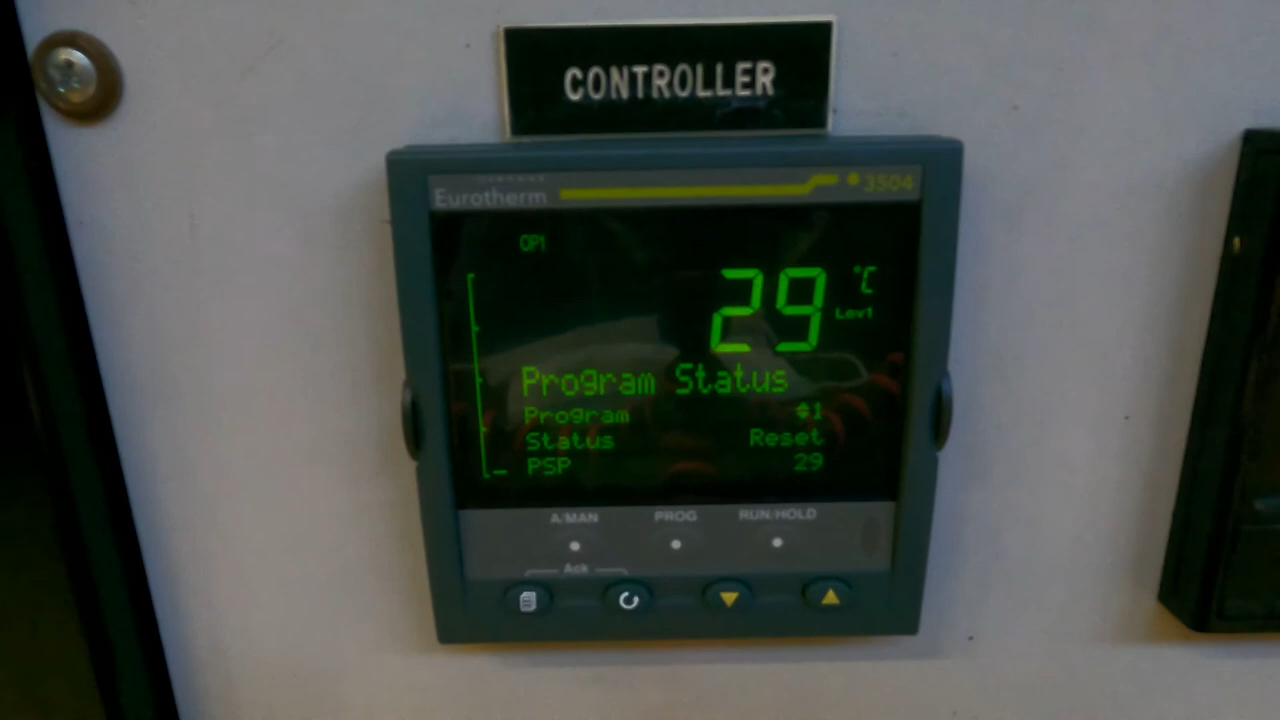 CONTROLLER
Eurotherm 3504
OP1
29 °C
Lev1
Program Status
Program 1
Status Reset
PSP 29
A/MAN PROG RUN/HOLD
Ack